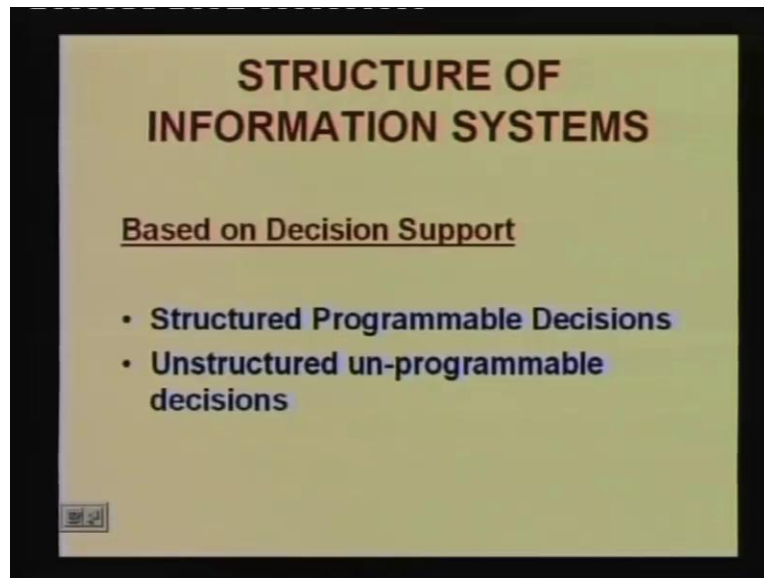 STRUCTURE OF
INFORMATION SYSTEMS
Based on Decision Support
• Structured Programmable Decisions
• Unstructured un-programmable
decisions